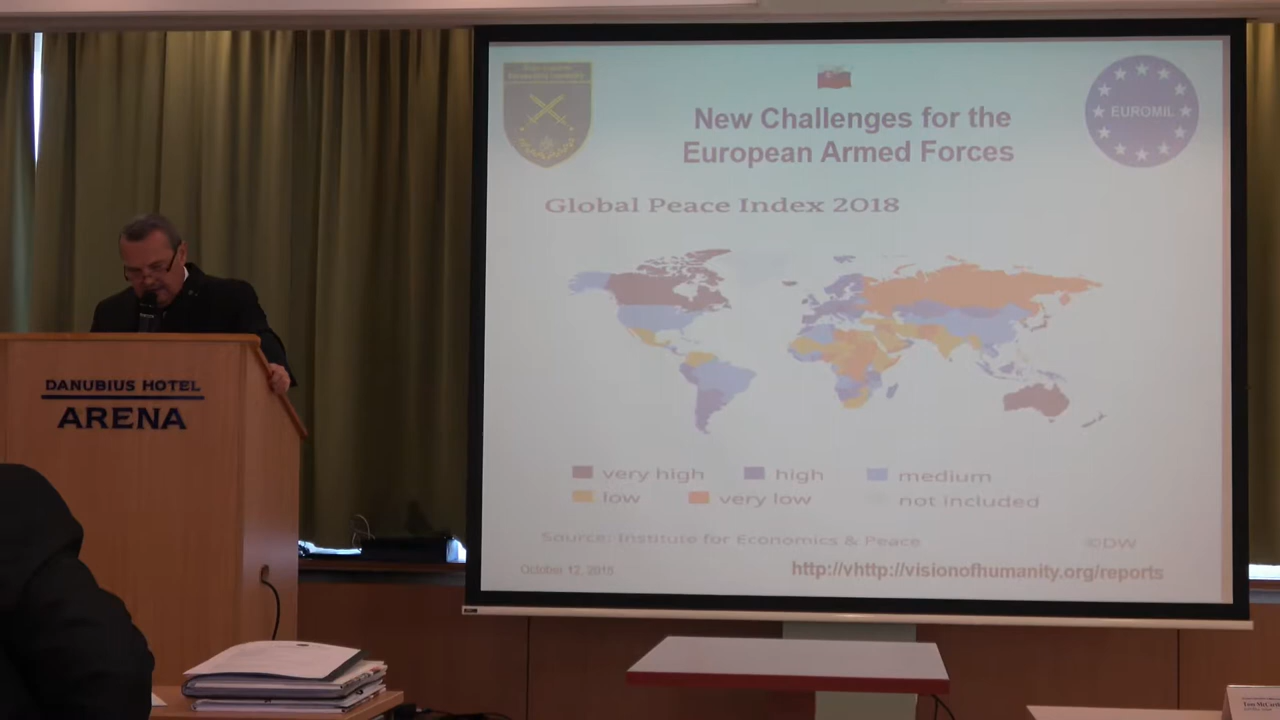 DANUBIUS HOTEL
ARENA
EUROMIL
New Challenges for the
European Armed Forces
Global Peace Index 2018
very high
high
medium
low
very low
not included
Source: Institute for Economics & Peace
©DW
October 12, 2018
http://vhttp://visionofhumanity.org/reports